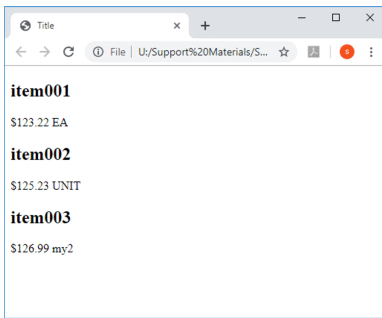 Title
File U:/Support%20Materials/S...
s
item001
$123.22 EA
item002
$125.23 UNIT
item003
$126.99 my2